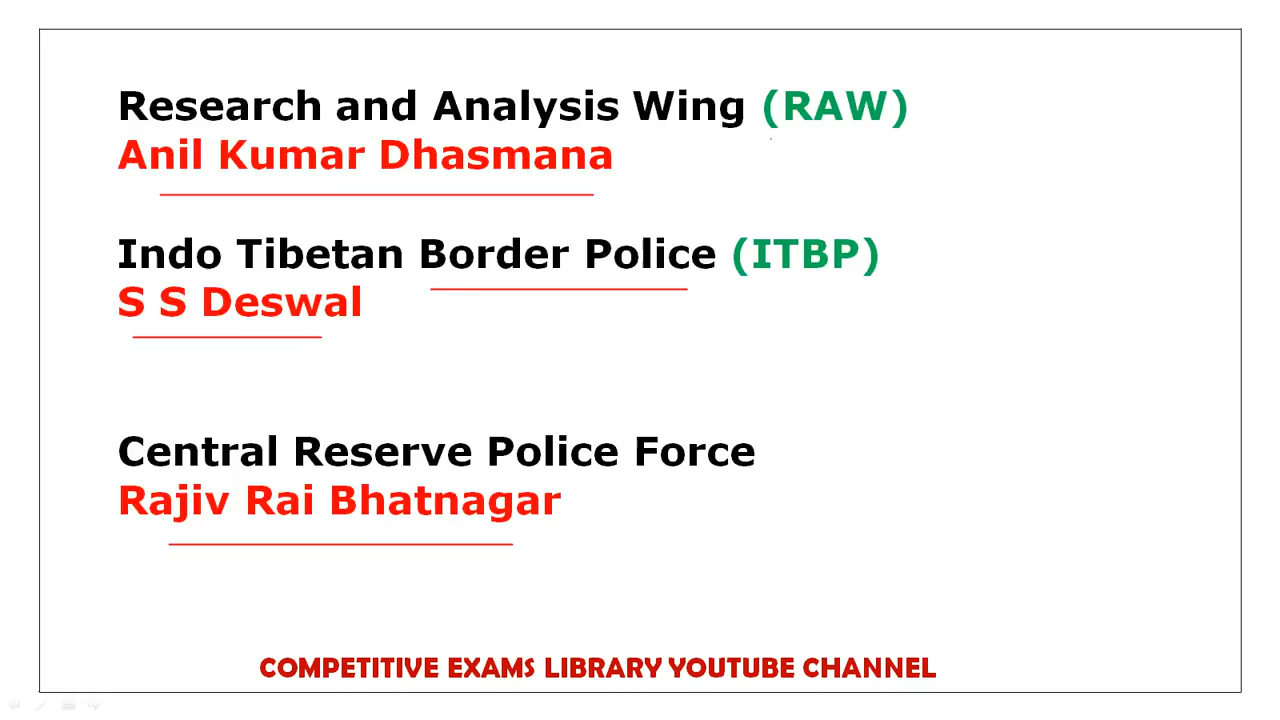 Research and Analysis Wing (RAW)
Anil Kumar Dhasmana
Indo Tibetan Border Police (ITBP)
S S Deswal
Central Reserve Police Force
Rajiv Rai Bhatnagar
COMPETITIVE EXAMS LIBRARY YOUTUBE CHANNEL